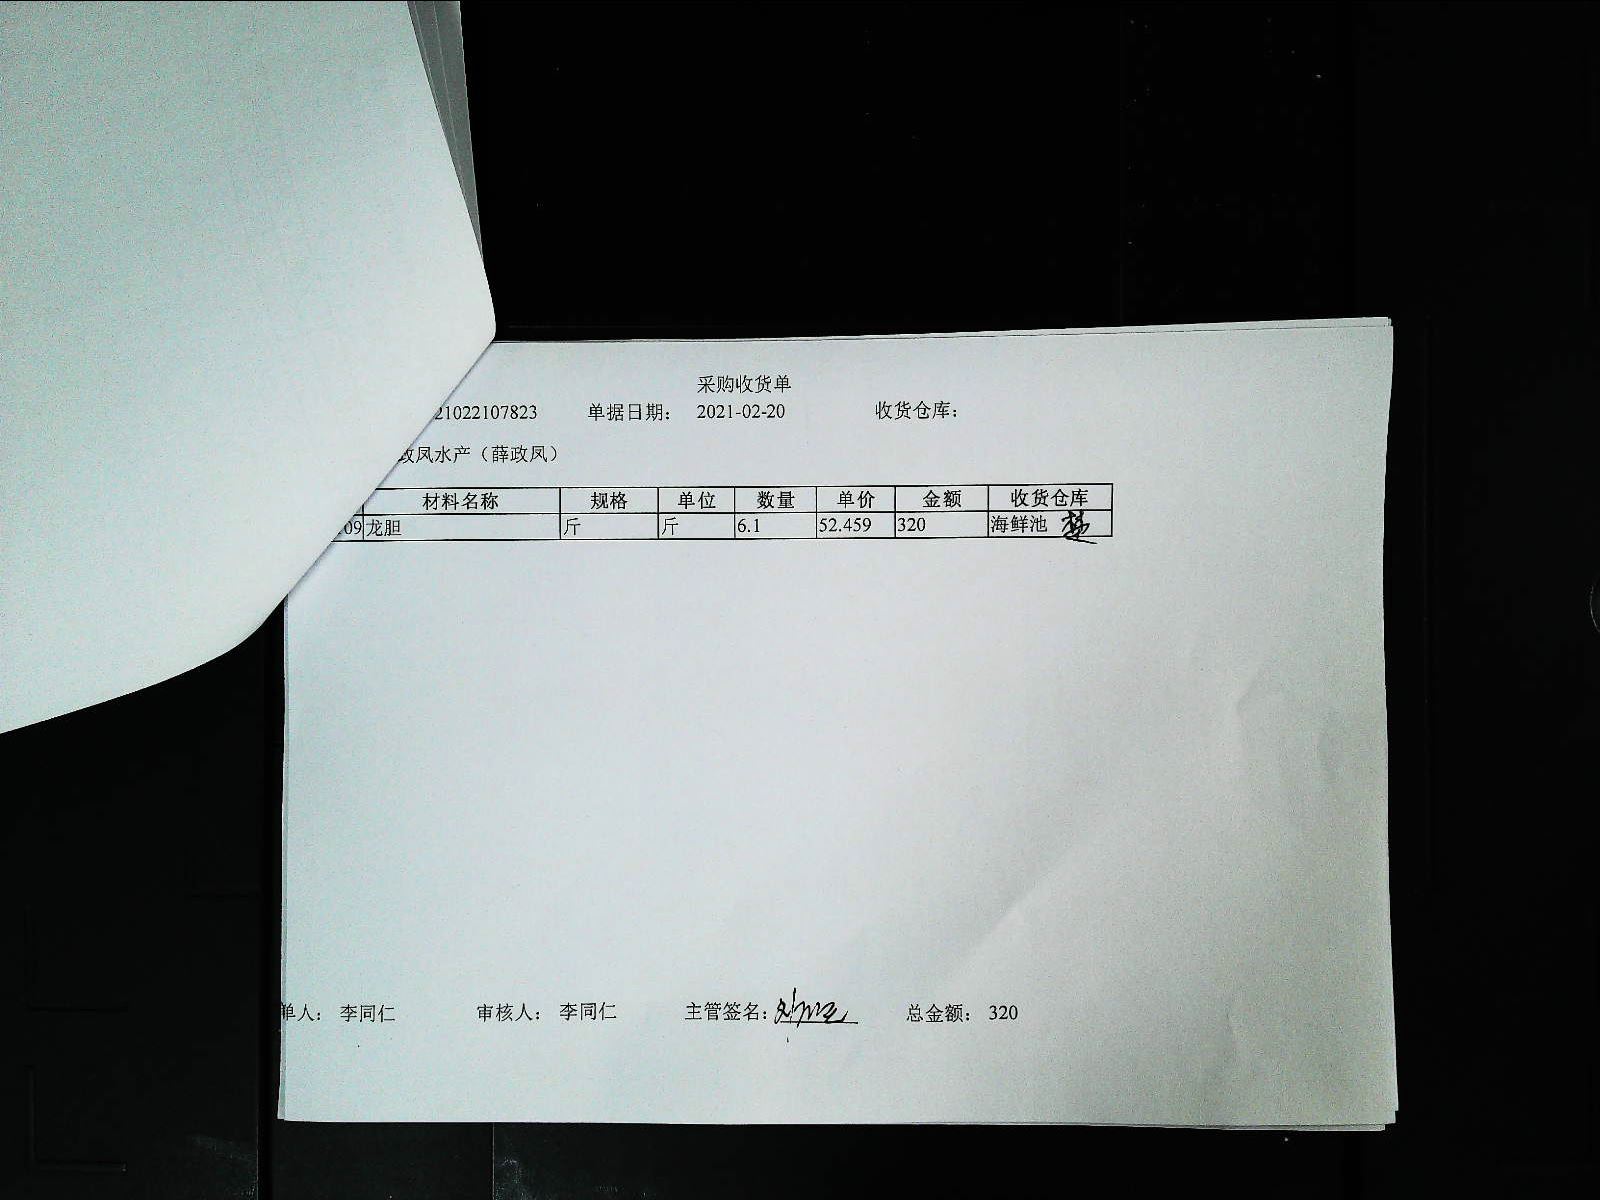 采购收货单
21022107823 单据日期: 2021-02-20 收货仓库:
政凤水产（薛政凤）
材料名称 规格 单位 数量 单价 金额 收货仓库
09 龙胆 斤 斤 6.1 52.459 320 海鲜池
单人: 李同仁 审核人: 李同仁 主管签名: 总金额: 320